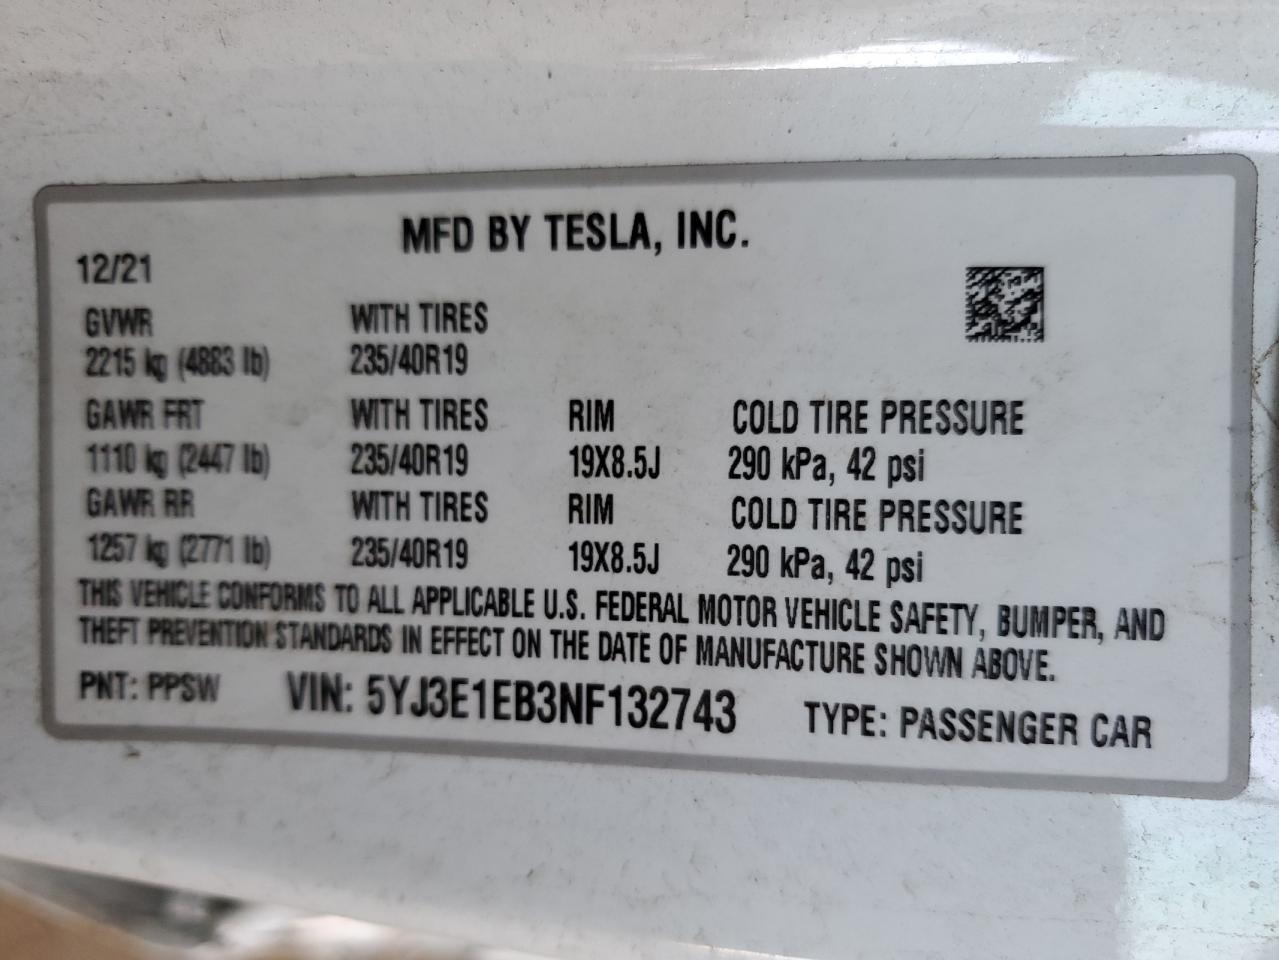 MFD BY TESLA, INC.
12/21
GVWR WITH TIRES
2215 kg (4883 lb) 235/40R19
GAWR FRT WITH TIRES RIM COLD TIRE PRESSURE
1110 kg (2447 lb) 235/40R19 19X8.5J 290 kPa, 42 psi
GAWR RR WITH TIRES RIM COLD TIRE PRESSURE
1257 kg (2771 lb) 235/40R19 19X8.5J 290 kPa, 42 psi
THIS VEHICLE CONFORMS TO ALL APPLICABLE U.S. FEDERAL MOTOR VEHICLE SAFETY, BUMPER, AND
THEFT PREVENTION STANDARDS IN EFFECT ON THE DATE OF MANUFACTURE SHOWN ABOVE.
PNT: PPSW VIN: 5YJ3E1EB3NF132743 TYPE: PASSENGER CAR